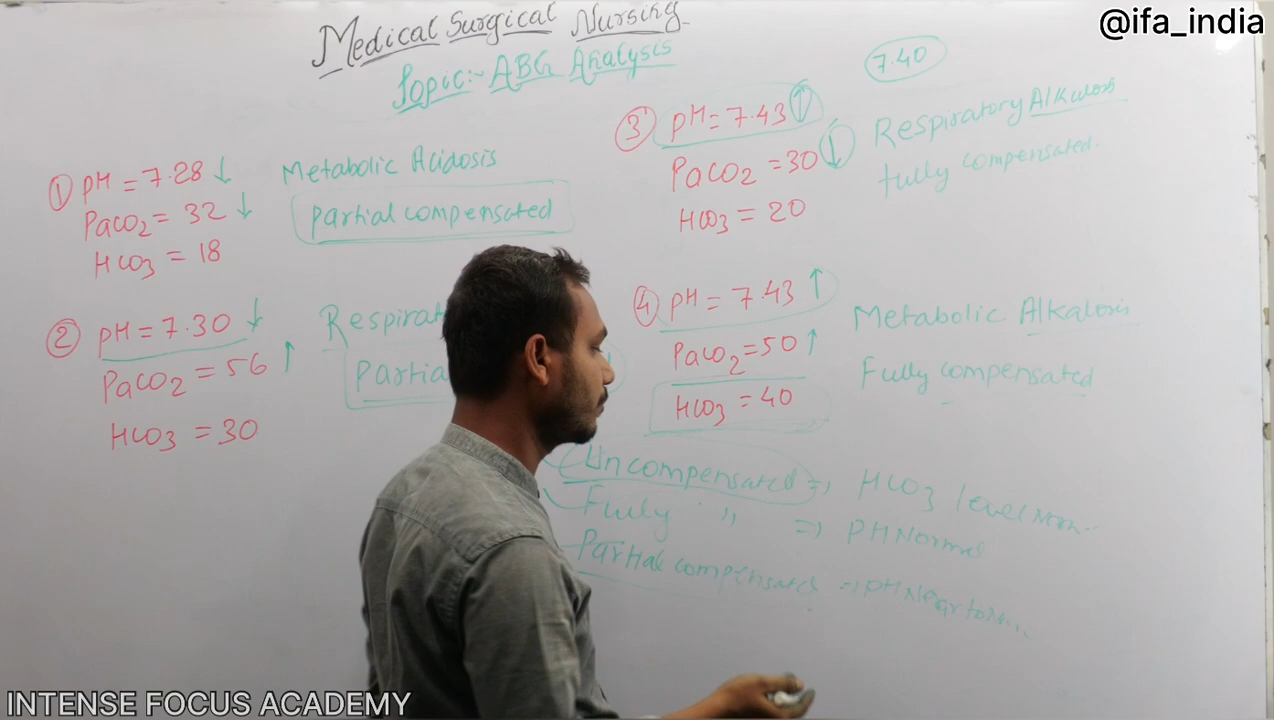 @ifa_india
Medical Surgical Nursing
Topic:- ABG Analysis
① pH = 7.28 ↓ Metabolic Acidosis
PaCO2 = 32 ↓ Partial compensated
HCO3 = 18
② pH = 7.30 ↓
PaCO2 = 56 ↑
HCO3 = 30
7.40
③ pH = 7.43 ↑ Respiratory Alkalosis
PaCO2 = 30 ↓ fully compensated.
HCO3 = 20
④ pH = 7.43 ↑ Metabolic Alkalosis
PaCO2 = 50 ↑ Fully compensated
HCO3 = 40
Uncompensated => HCO3 level
Fully " => PH Normal
Partial compensated => PH
INTENSE FOCUS ACADEMY